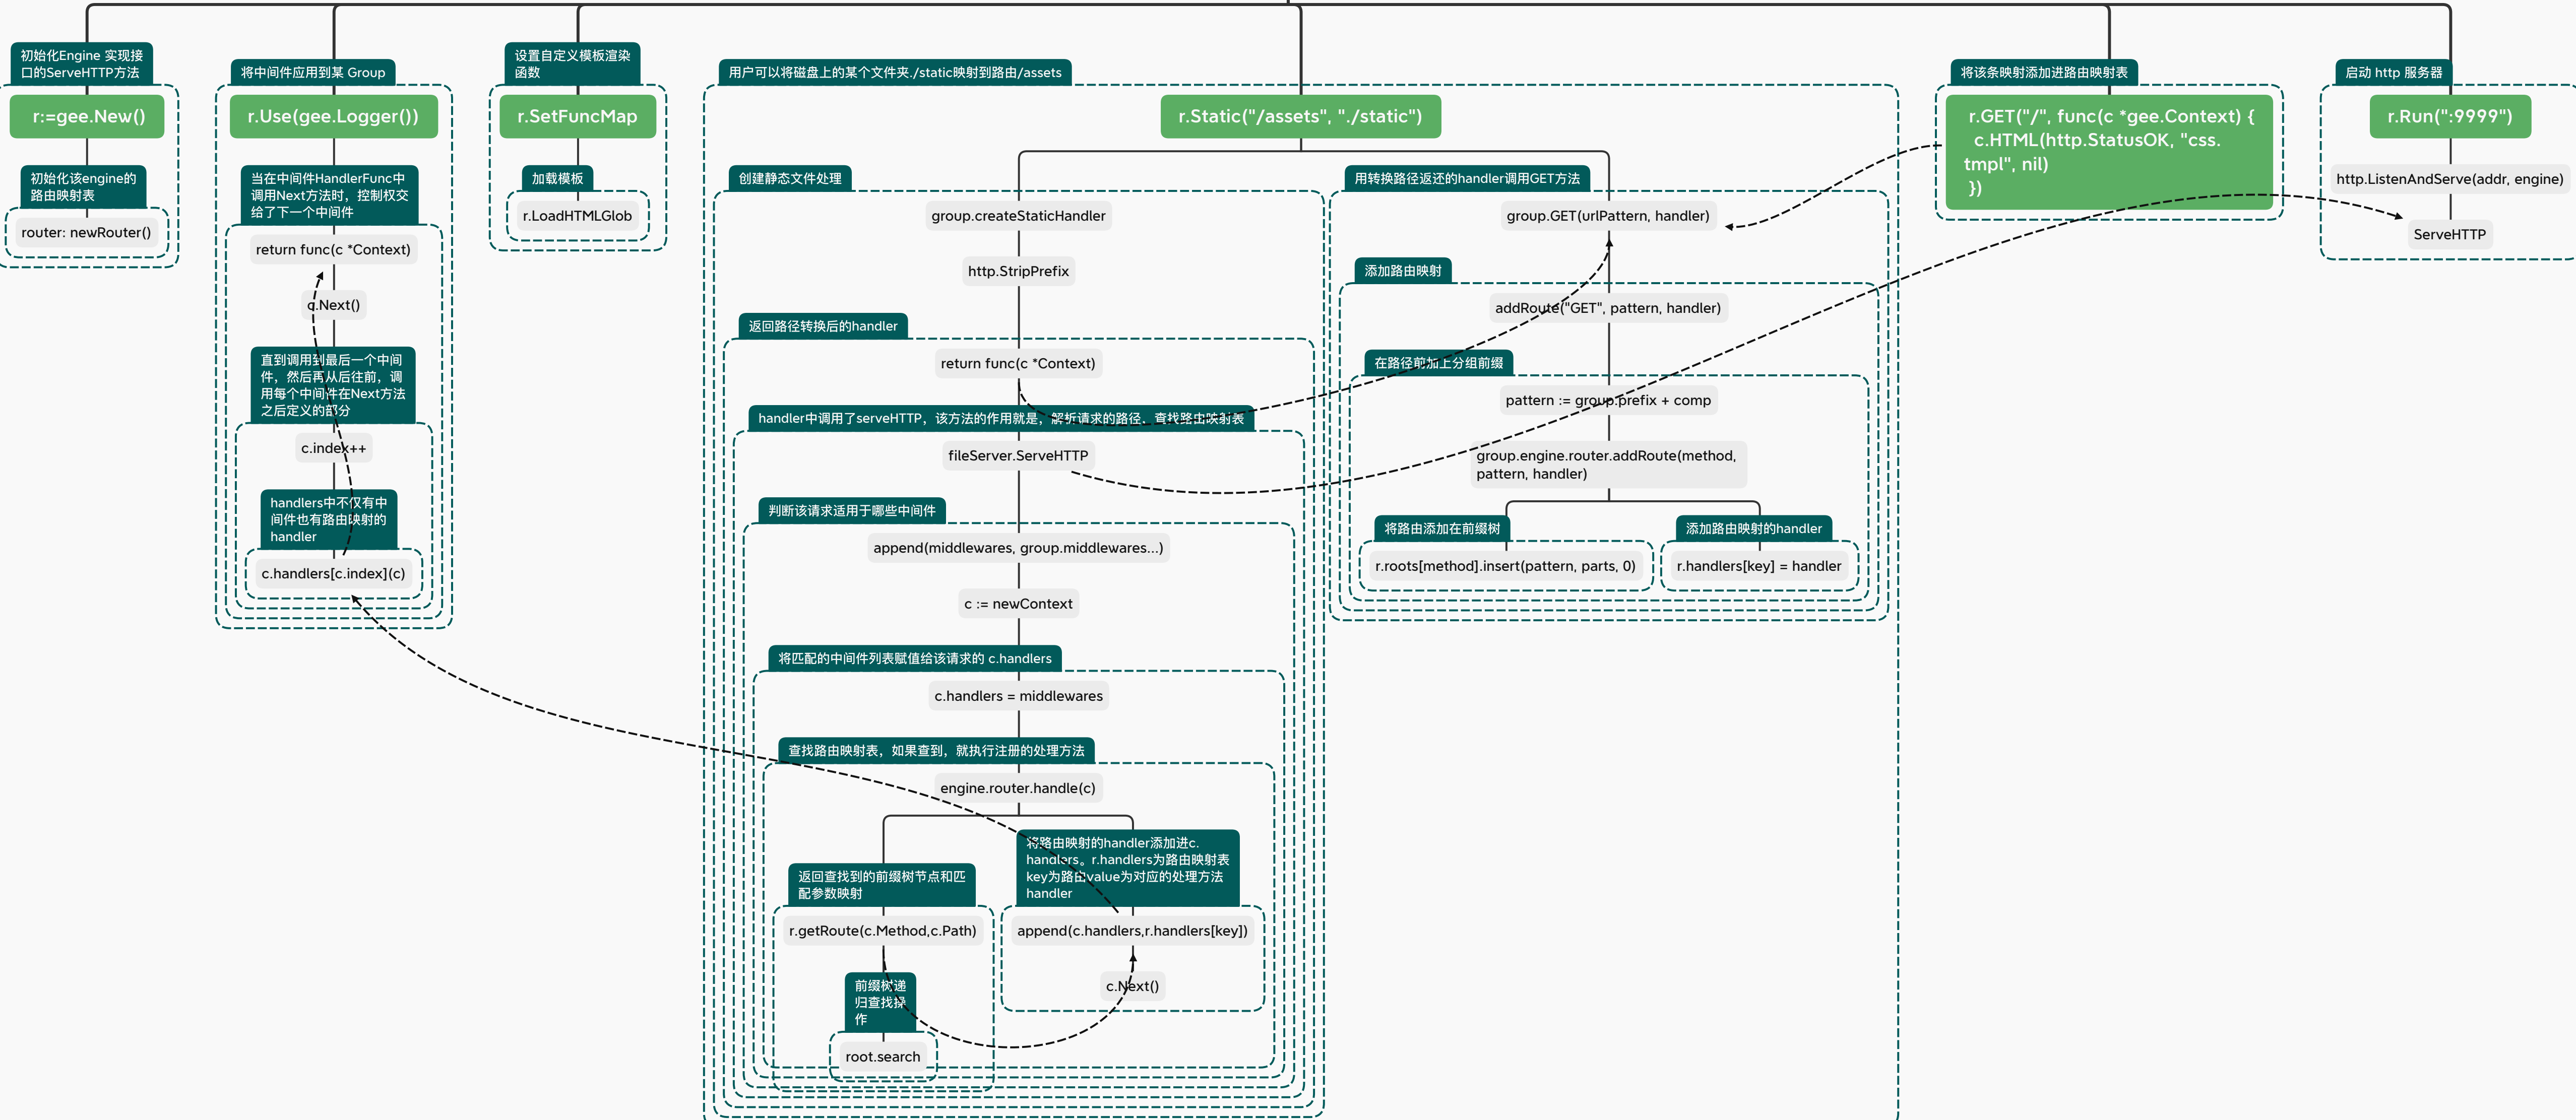 初始化Engine 实现接
口的ServeHTTP方法
r:=gee.New()
初始化该engine的
路由映射表
router: newRouter()
将中间件应用到某 Group
r.Use(gee.Logger())
当在中间件HandlerFunc中
调用Next方法时，控制权交
给了下一个中间件
return func(c *Context)
c.Next()
直到调用到最后一个中间
件，然后再从后往前，调
用每个中间件在Next方法
之后定义的部分
c.index++
handlers中不仅有中
间件也有路由映射的
handler
c.handlers[c.index](c)
设置自定义模板渲染
函数
r.SetFuncMap
加载模板
r.LoadHTMLGlob
用户可以将磁盘上的某个文件夹./static映射到路由/assets
r.Static("/assets", "./static")
创建静态文件处理
group.createStaticHandler
http.StripPrefix
返回路径转换后的handler
return func(c *Context)
handler中调用了serveHTTP，该方法的作用就是，解析请求的路径，查找路由映射表
fileServer.ServeHTTP
判断该请求适用于哪些中间件
append(middlewares, group.middlewares...)
c := newContext
将匹配的中间件列表赋值给该请求的 c.handlers
c.handlers = middlewares
查找路由映射表，如果查到，就执行注册的处理方法
engine.router.handle(c)
返回查找到的前缀树节点和匹
配参数映射
r.getRoute(c.Method,c.Path)
前缀树递
归查找操
作
root.search
将路由映射的handler添加进c.
handlers。r.handlers为路由映射表
key为路由value为对应的处理方法
handler
append(c.handlers,r.handlers[key])
c.Next()
用转换路径返还的handler调用GET方法
group.GET(urlPattern, handler)
添加路由映射
addRoute("GET", pattern, handler)
在路径前加上分组前缀
pattern := group.prefix + comp
group.engine.router.addRoute(method,
pattern, handler)
将路由添加在前缀树
r.roots[method].insert(pattern, parts, 0)
添加路由映射的handler
r.handlers[key] = handler
将该条映射添加进路由映射表
r.GET("/", func(c *gee.Context) {
c.HTML(http.StatusOK, "css.
tmpl", nil)
})
启动 http 服务器
r.Run(":9999")
http.ListenAndServe(addr, engine)
ServeHTTP